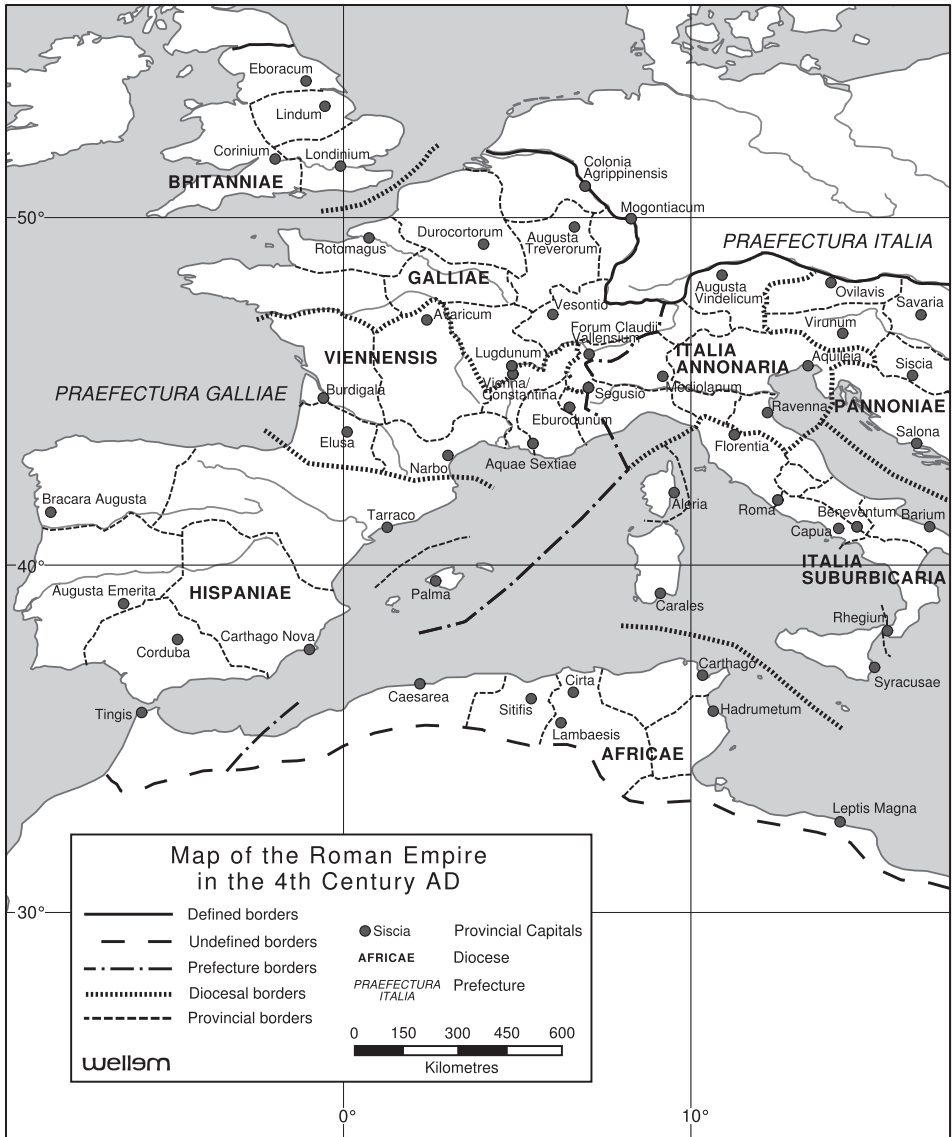 Eboracum
Lindum
Corinium
Londinium
BRITANNIAE
Colonia
Agrippinensis
50°
Mogontiacum
Rotomagus
Durocortorum
Augusta
Treverorum
PRAEFECTURA ITALIA
GALLIAE
Augusta
Vindelicum
Ovilavis
Savaria
Avaricum
Vesontio
Virunum
Forum Claudii
Vallensium
VIENNENSIS
Lugdunum
ITALIA
ANNONARIA
Aquileia
Siscia
Vienna/
Constantina
PRAEFECTURA GALLIAE
Burdigala
Segusio
Mediolanum
Ravenna
PANNONIAE
Eburodunum
Elusa
Florentia
Salona
Narbo
Aquae Sextiae
Bracara Augusta
Tarraco
Aleria
Roma
Beneventum
Barium
Capua
40°
ITALIA
SUBURBICARIA
Augusta Emerita
HISPANIAE
Palma
Carales
Rhegium
Corduba
Carthago Nova
Carthago
Syracusae
Tingis
Caesarea
Cirta
Sitifis
Hadrumetum
Lambaesis
AFRICAE
Leptis Magna
Map of the Roman Empire
in the 4th Century AD
30°
Defined borders
Undefined borders
Prefecture borders
Diocesal borders
Provincial borders
Siscia Provincial Capitals
AFRICAE Diocese
PRAEFECTURA
ITALIA
Prefecture
0 150 300 450 600
Kilometres
wellem
0° 10°